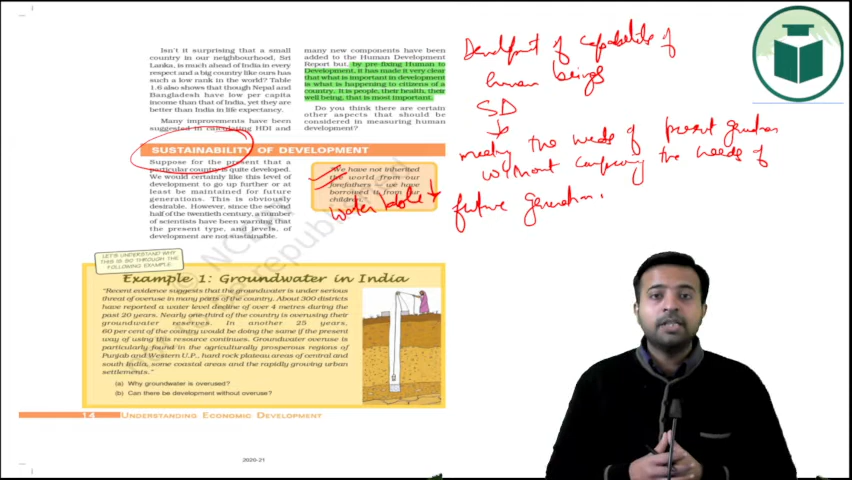 Isn't it surprising that a small
country in our neighbourhood, Sri
Lanka, is much ahead of India in every
respect and a big country like ours has
such a low rank in the world? Table
1.6 also shows that though Nepal and
Bangladesh have low per capita
income than that of India, yet they are
better than India in life expectancy.
Many improvements have been
suggested in calculating HDI and
many new components have been
added to the Human Development
Report but, by pre-fixing Human to
Development, it has made it very clear
that what is important in development
is what is happening to citizens of a
country. It is people, their health, their
well being, that is most important.
Do you think there are certain
other aspects that should be
considered in measuring human
development?
SUSTAINABILITY OF DEVELOPMENT
Suppose for the present that a
particular country is quite developed.
We would certainly like this level of
development to go up further or at
least be maintained for future
generations. This is obviously
desirable. However, since the second
half of the twentieth century, a number
of scientists have been warning that
the present type, and levels, of
development are not sustainable.
"We have not inherited
the world from our
forefathers — we have
borrowed it from our
children."
water table ↓
LET'S UNDERSTAND WHY
THIS IS SO THROUGH THE
FOLLOWING EXAMPLE:
Example 1: Groundwater in India
"Recent evidence suggests that the groundwater is under serious
threat of overuse in many parts of the country. About 300 districts
have reported a water level decline of over 4 metres during the
past 20 years. Nearly one-third of the country is overusing their
groundwater reserves. In another 25 years,
60 per cent of the country would be doing the same if the present
way of using this resource continues. Groundwater overuse is
particularly found in the agriculturally prosperous regions of
Punjab and Western U.P., hard rock plateau areas of central and
south India, some coastal areas and the rapidly growing urban
settlements."
(a) Why groundwater is overused?
(b) Can there be development without overuse?
14 UNDERSTANDING ECONOMIC DEVELOPMENT
2020-21
Development of capabilities of
human beings
SD
meeting the needs of present generation
without compromising the needs of
future generation.